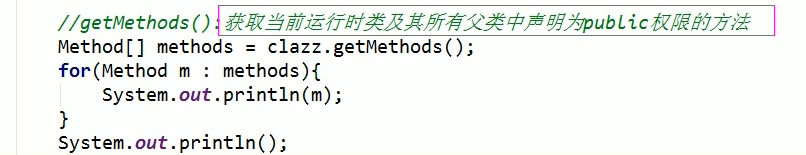 //getMethods():获取当前运行时类及其所有父类中声明为public权限的方法
Method[] methods = clazz.getMethods();
for(Method m : methods){
System.out.println(m);
}
System.out.println();